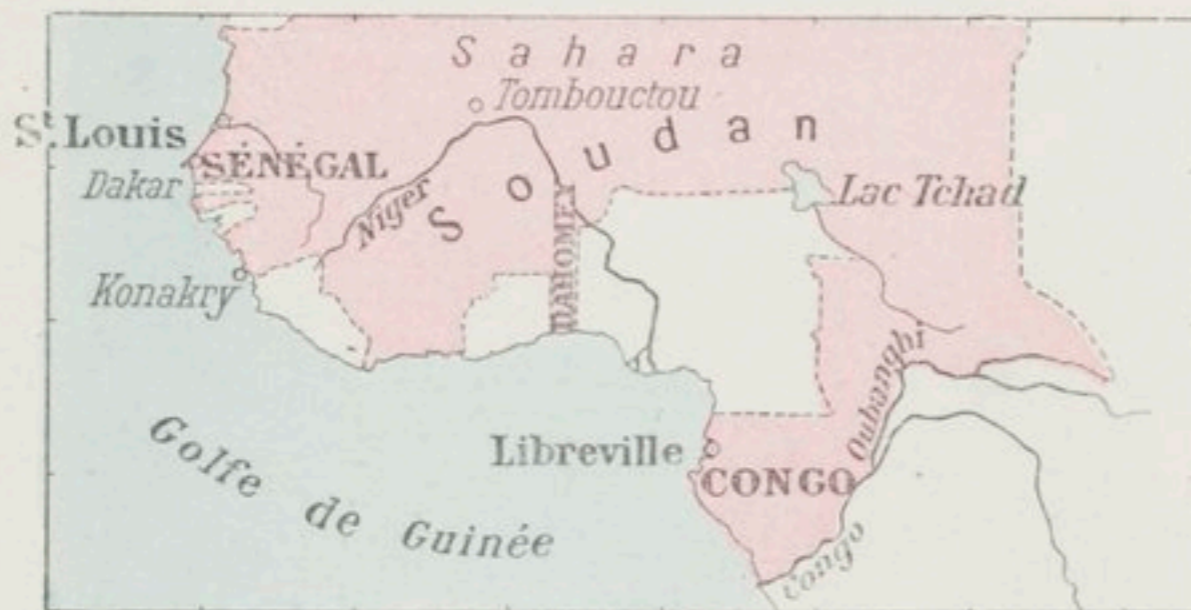 Sahara
Tombouctou
St. Louis
Soudan
SÉNÉGAL
Dakar
Lac Tchad
Niger
DAHOMEY
Konakry
Oubanghi
Golfe de Guinée
Libreville
CONGO
Congo